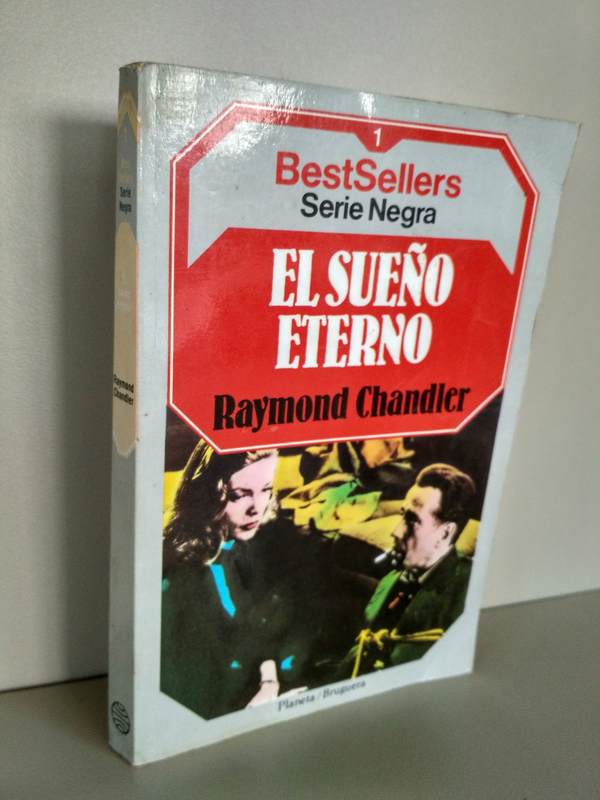 1
BestSellers
Serie Negra
EL SUEÑO
ETERNO
Raymond Chandler
Planeta / Bruguera
Serie
Negra
Raymond
Chandler